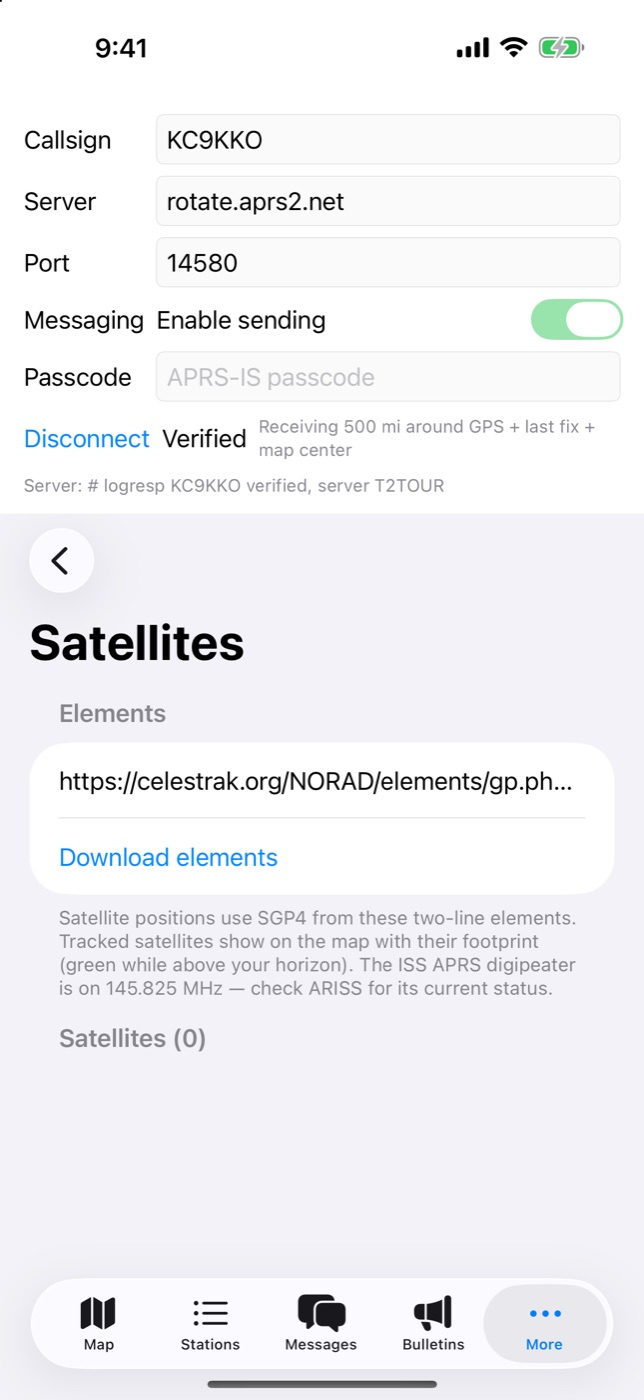 9:41
Callsign KC9KKO
Server rotate.aprs2.net
Port 14580
Messaging Enable sending
Passcode APRS-IS passcode
Disconnect Verified Receiving 500 mi around GPS + last fix +
map center
Server: # logresp KC9KKO verified, server T2TOUR
Satellites
Elements
https://celestrak.org/NORAD/elements/gp.ph...
Download elements
Satellite positions use SGP4 from these two-line elements.
Tracked satellites show on the map with their footprint
(green while above your horizon). The ISS APRS digipeater
is on 145.825 MHz — check ARISS for its current status.
Satellites (0)
Map Stations Messages Bulletins More